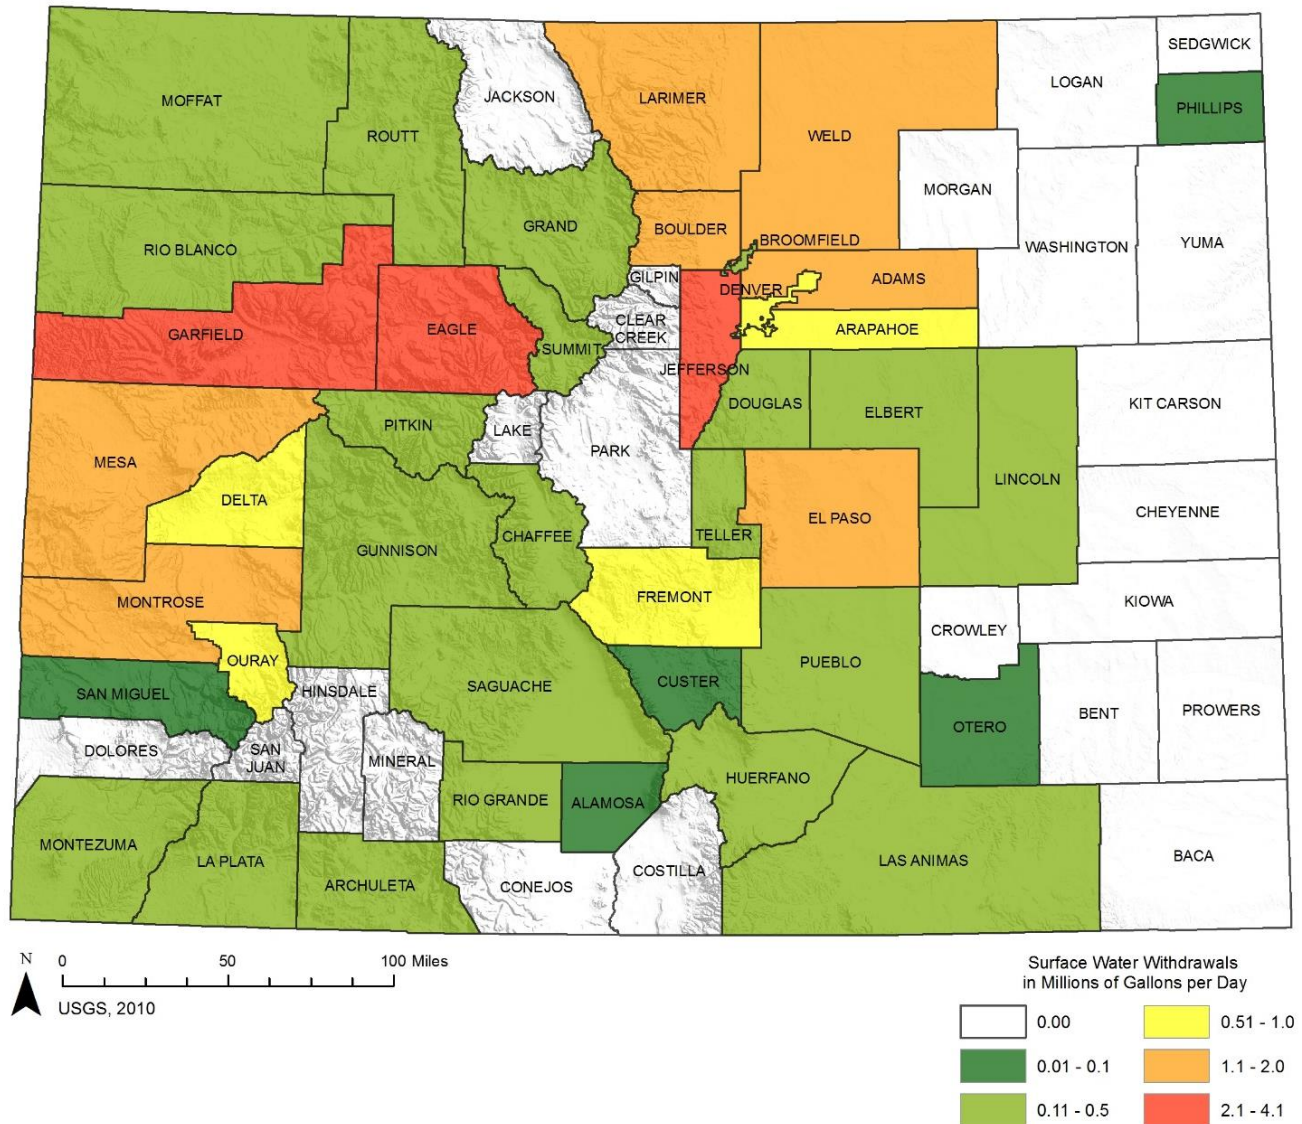 SEDGWICK
LOGAN
MOFFAT
JACKSON
LARIMER
PHILLIPS
ROUTT
WELD
MORGAN
GRAND
BOULDER
BROOMFIELD
YUMA
WASHINGTON
RIO BLANCO
GILPIN
ADAMS
DENVER
CLEAR
CREEK
ARAPAHOE
GARFIELD
EAGLE
SUMMIT
JEFFERSON
DOUGLAS
ELBERT
KIT CARSON
PITKIN
LAKE
PARK
MESA
LINCOLN
DELTA
CHEYENNE
EL PASO
TELLER
CHAFFEE
GUNNISON
FREMONT
MONTROSE
KIOWA
CROWLEY
OURAY
PUEBLO
SAN MIGUEL
HINSDALE
SAGUACHE
CUSTER
BENT
PROWERS
OTERO
DOLORES
SAN
JUAN
MINERAL
HUERFANO
RIO GRANDE
ALAMOSA
MONTEZUMA
LA PLATA
ARCHULETA
CONEJOS
COSTILLA
LAS ANIMAS
BACA
N
0 50 100 Miles
USGS, 2010
Surface Water Withdrawals
in Millions of Gallons per Day
0.00
0.01 - 0.1
0.11 - 0.5
0.51 - 1.0
1.1 - 2.0
2.1 - 4.1